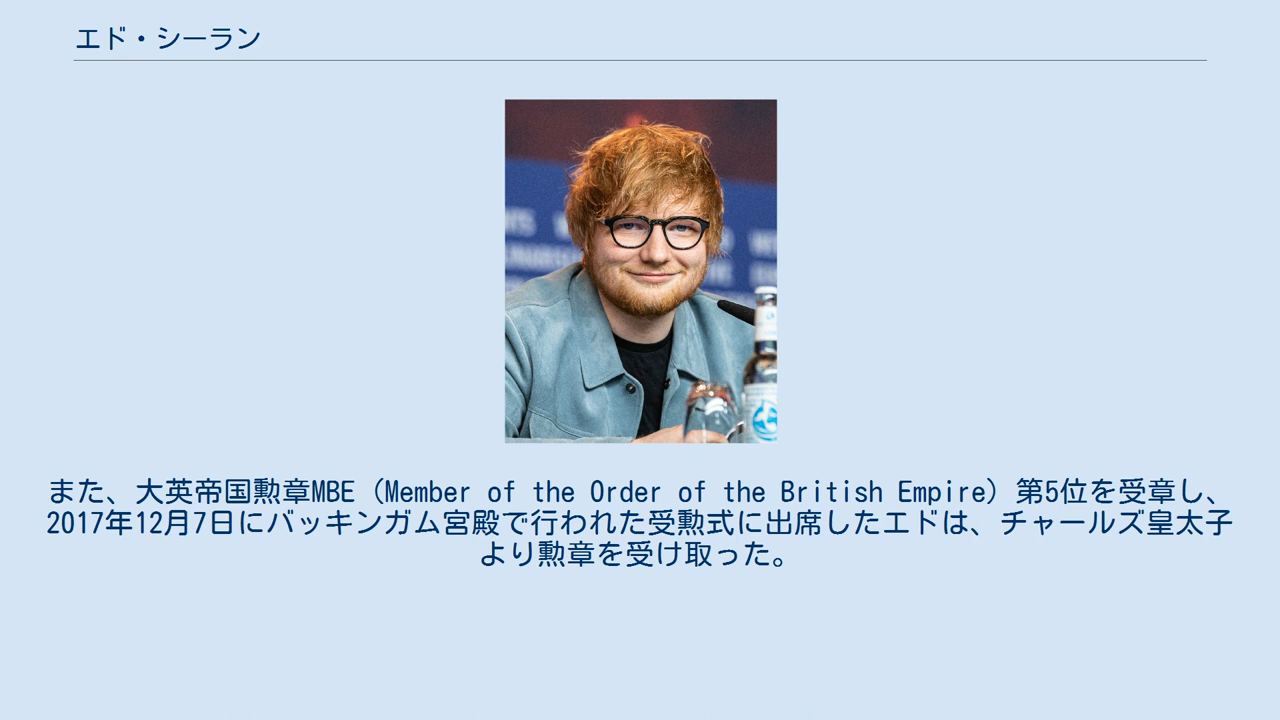 エド・シーラン
また、大英帝国勲章MBE（Member of the Order of the British Empire）第5位を受章し、
2017年12月7日にバッキンガム宮殿で行われた受勲式に出席したエドは、チャールズ皇太子
より勲章を受け取った。